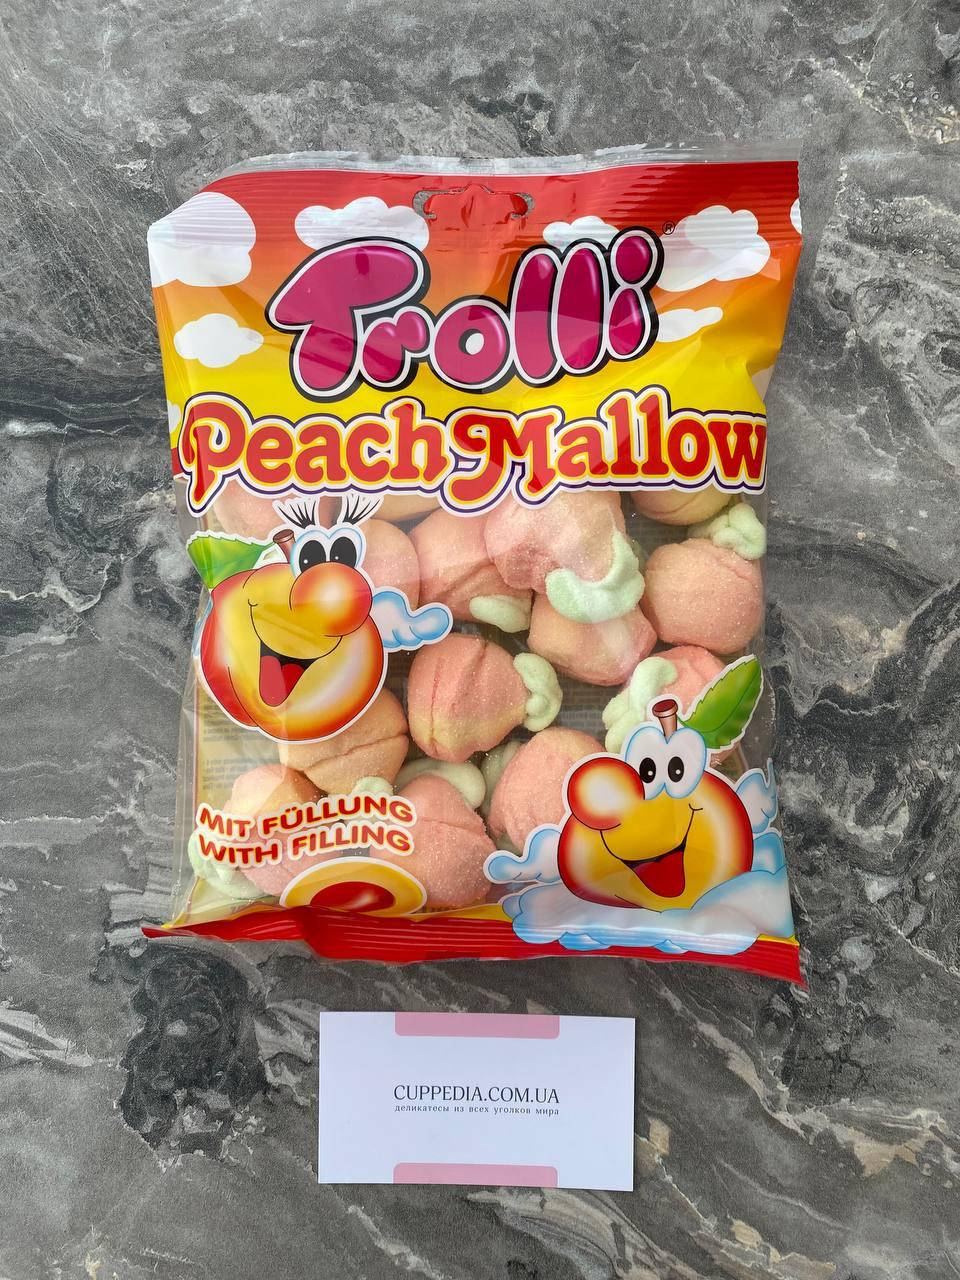 Trolli
®
Peach Mallow
MIT FÜLLUNG
WITH FILLING
CUPPEDIA.COM.UA
деликатесы из всех уголков мира